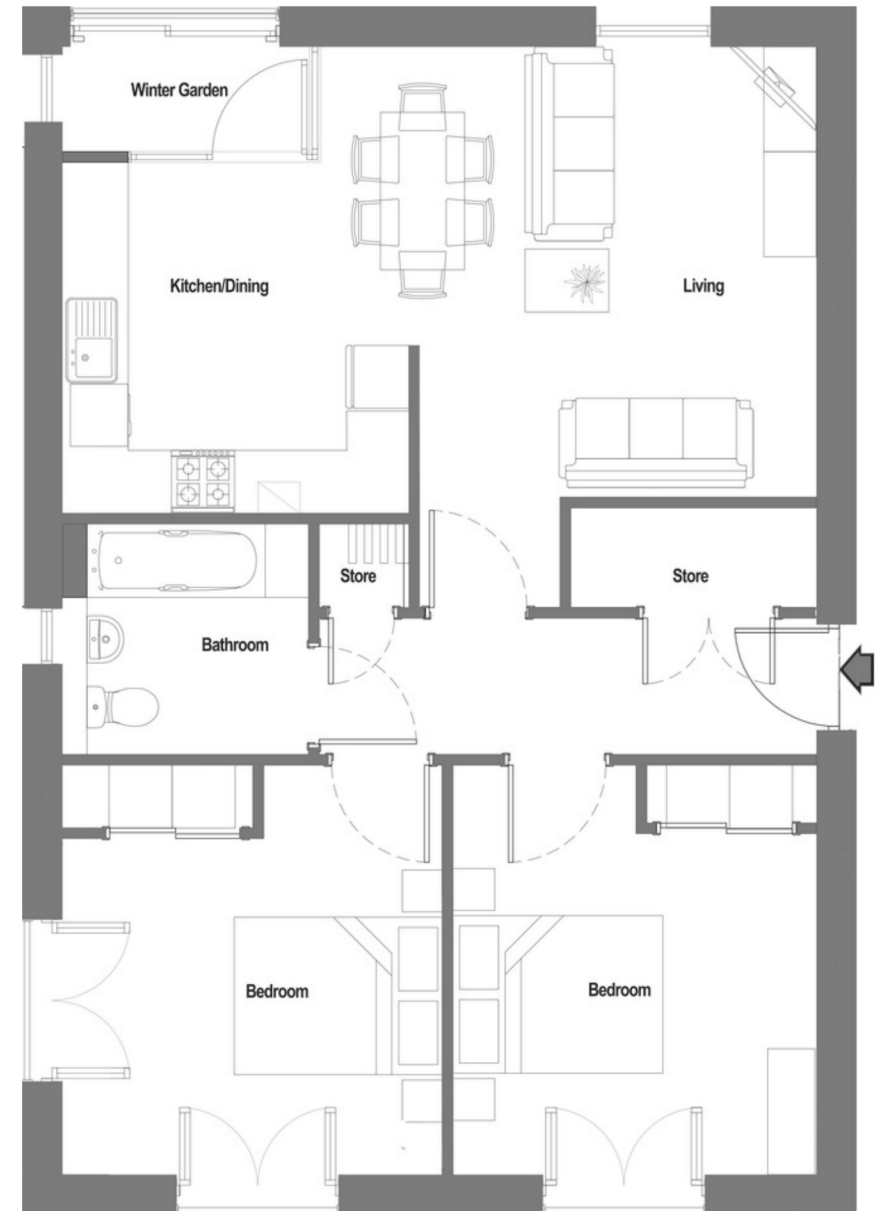 Winter Garden
Kitchen/Dining
Living
Store
Store
Bathroom
Bedroom
Bedroom